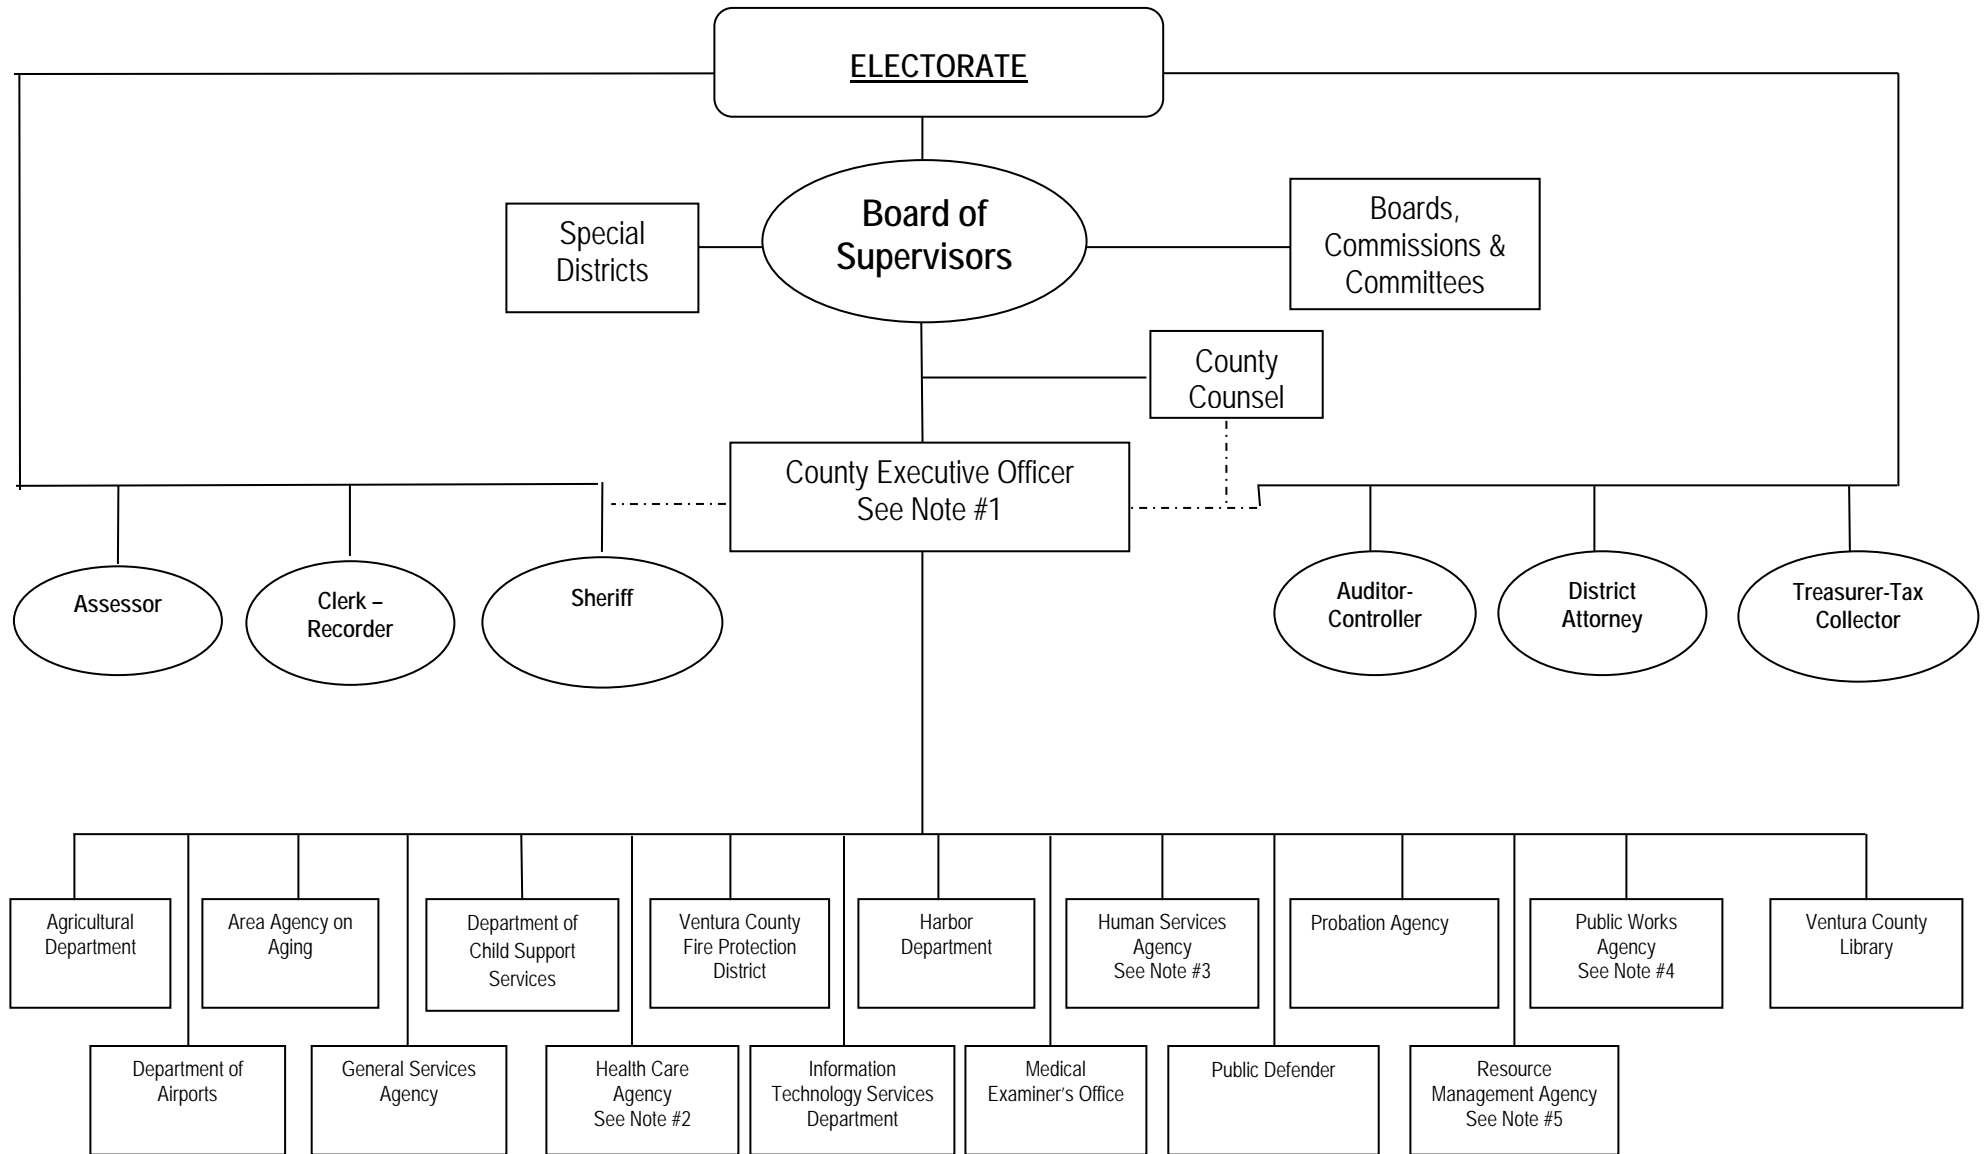 ELECTORATE
Board of
Supervisors
Special
Districts
Boards,
Commissions &
Committees
County
Counsel
County Executive Officer
See Note #1
Assessor
Clerk –
Recorder
Sheriff
Auditor-
Controller
District
Attorney
Treasurer-Tax
Collector
Agricultural
Department
Area Agency on
Aging
Department of
Child Support
Services
Ventura County
Fire Protection
District
Harbor
Department
Human Services
Agency
See Note #3
Probation Agency
Public Works
Agency
See Note #4
Ventura County
Library
Department of
Airports
General Services
Agency
Health Care
Agency
See Note #2
Information
Technology Services
Department
Medical
Examiner's Office
Public Defender
Resource
Management Agency
See Note #5